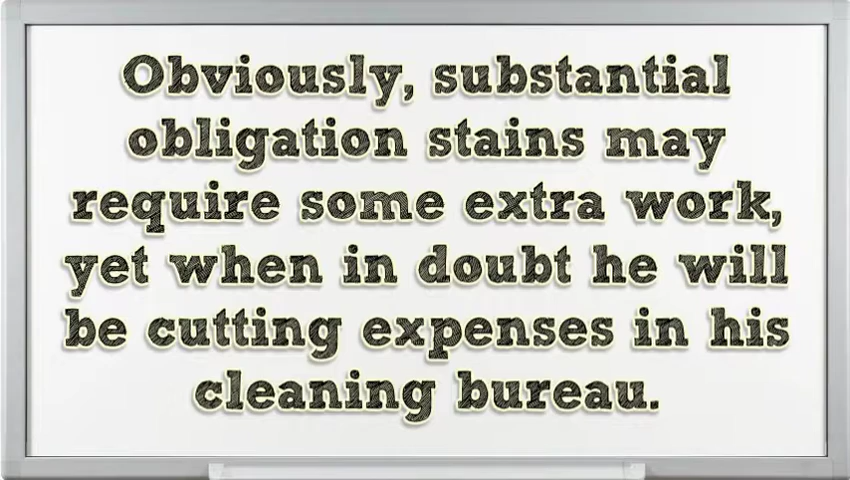 Obviously, substantial
obligation stains may
require some extra work,
yet when in doubt he will
be cutting expenses in his
cleaning bureau.